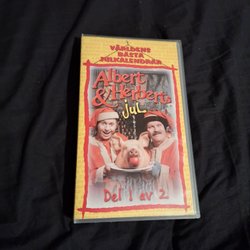 VÄRLDENS
BÄSTA
JULKALENDRAR
Albert
& Herberts
jul
Del 1 av 2